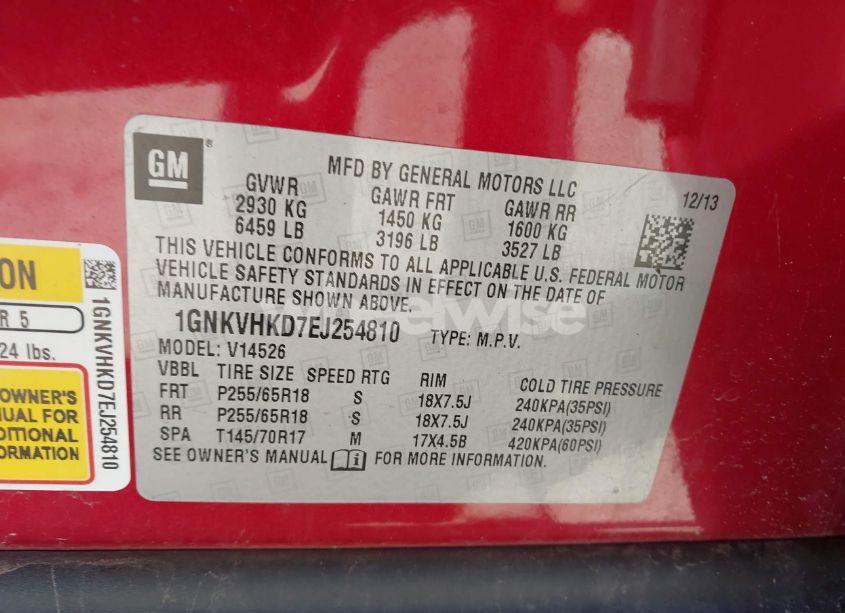 GM
MFD BY GENERAL MOTORS LLC
12/13
GVWR GAWR FRT GAWR RR
2930 KG 1450 KG 1600 KG
6459 LB 3196 LB 3527 LB
THIS VEHICLE CONFORMS TO ALL APPLICABLE U.S. FEDERAL MOTOR
VEHICLE SAFETY STANDARDS IN EFFECT ON THE DATE OF
MANUFACTURE SHOWN ABOVE.
1GNKVHKD7EJ254810 TYPE: M.P.V.
MODEL: V14526
VBBL TIRE SIZE SPEED RTG RIM COLD TIRE PRESSURE
FRT P255/65R18 S 18X7.5J 240KPA(35PSI)
RR P255/65R18 S 18X7.5J 240KPA(35PSI)
SPA T145/70R17 M 17X4.5B 420KPA(60PSI)
SEE OWNER'S MANUAL FOR MORE INFORMATION.
ON
R 5
24 lbs.
OWNER'S
NUAL FOR
DITIONAL
RMATION
1GNKVHKD7EJ254810